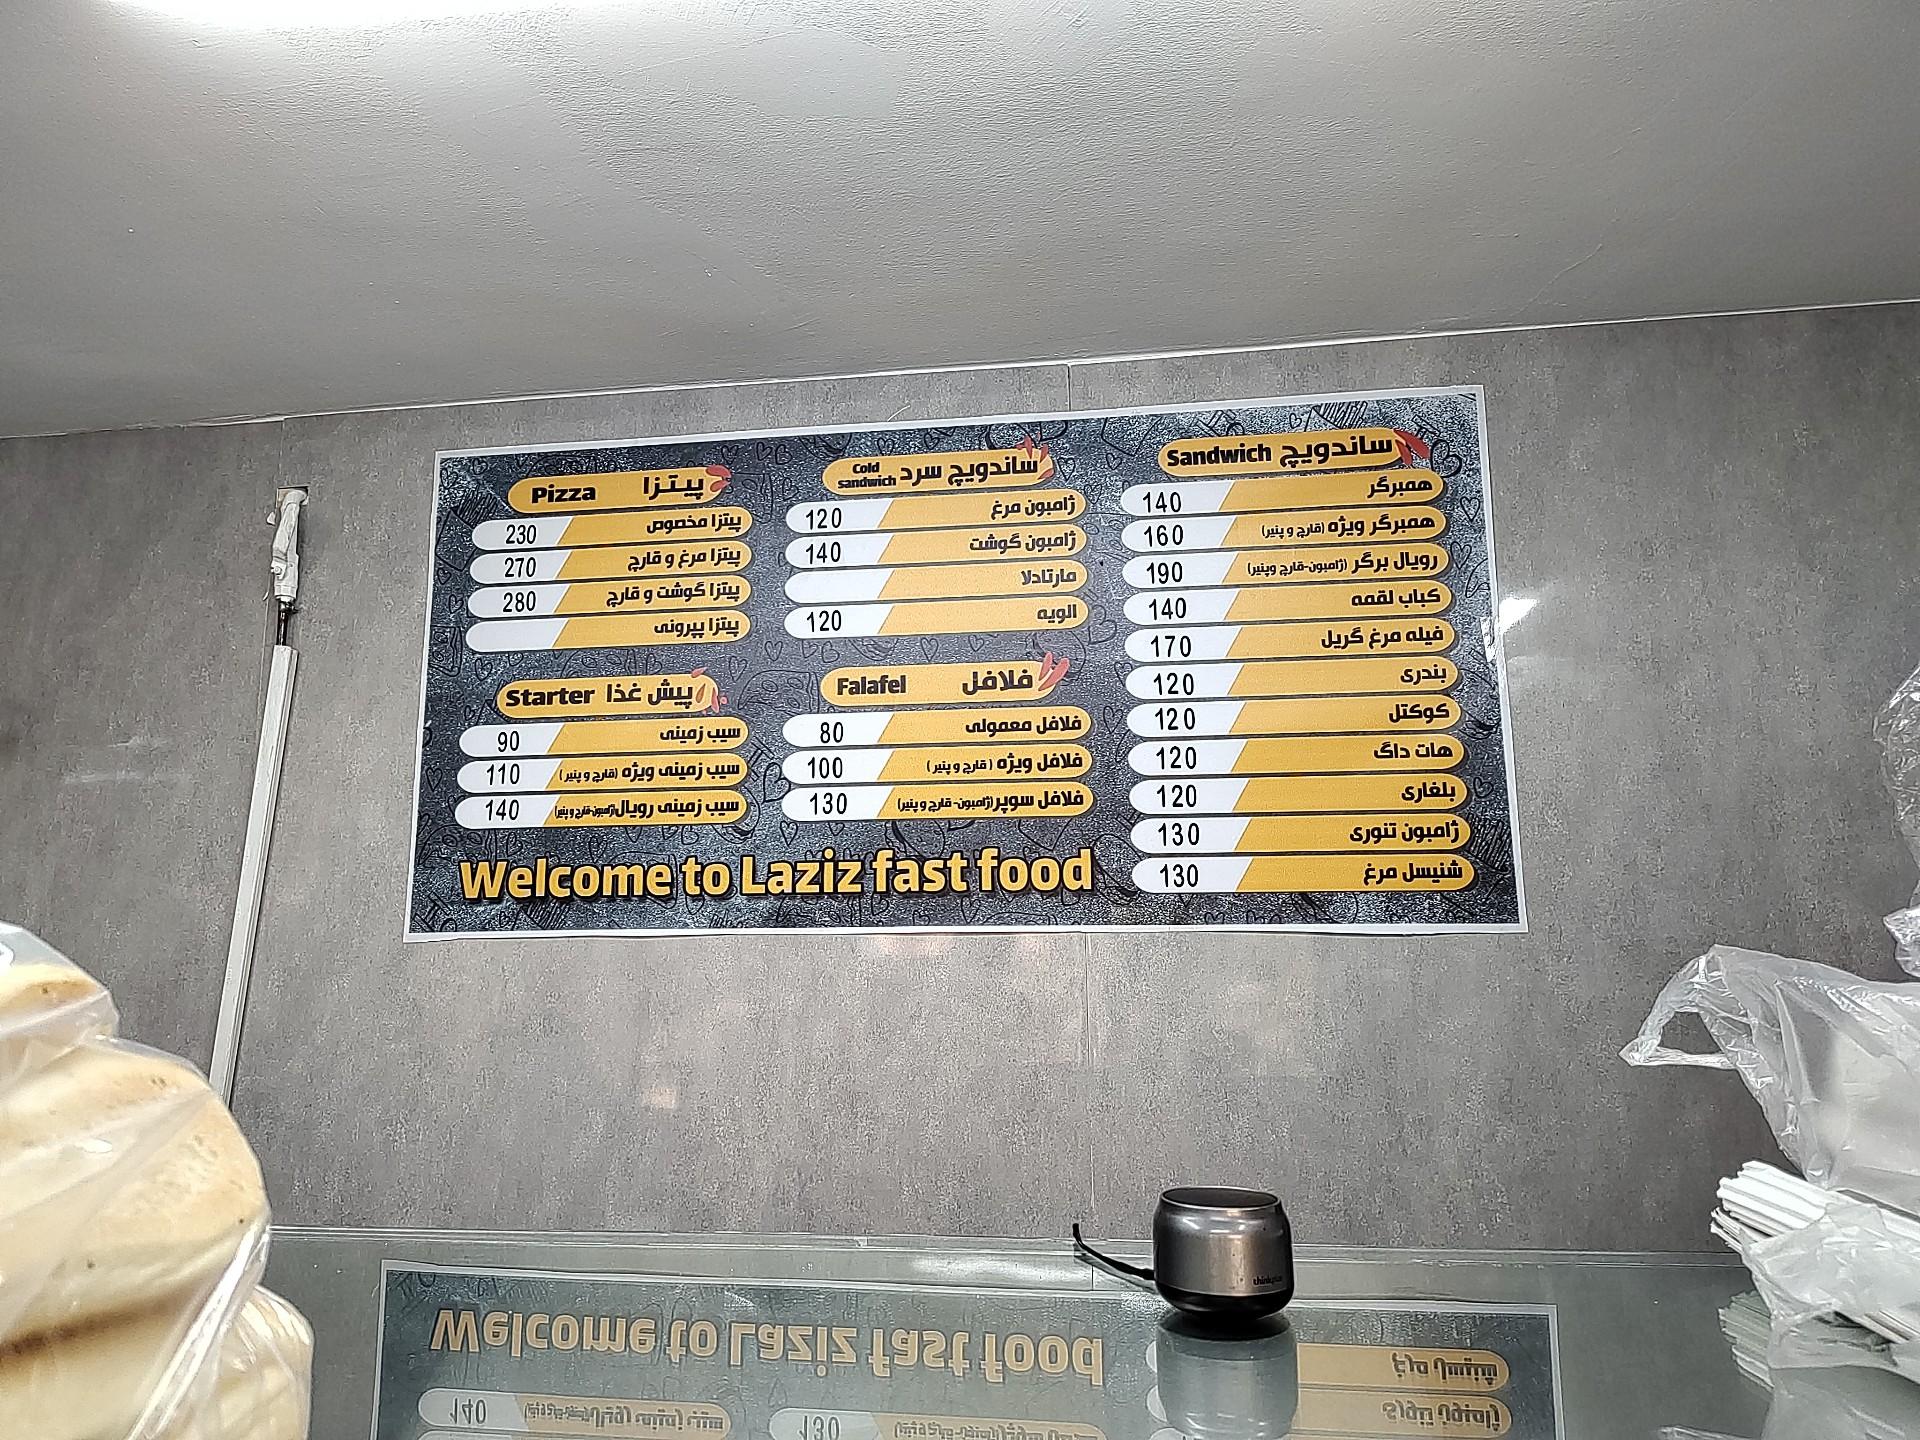 ساندویچ Sandwich
همبرگر 140
همبرگر ویژه (قارچ و پنیر) 160
رویال برگر (ژامبون-قارچ وپنیر) 190
کباب لقمه 140
فیله مرغ گریل 170
بندری 120
کوکتل 120
هات داگ 120
بلغاری 120
ژامبون تنوری 130
شنیسل مرغ 130
ساندویچ سرد Cold sandwich
ژامبون مرغ 120
ژامبون گوشت 140
مارتادلا
الویه 120
فلافل Falafel
فلافل معمولی 80
فلافل ویژه ( قارچ و پنیر ) 100
فلافل سوپر(ژامبون- قارچ و پنیر) 130
پیتزا Pizza
پیتزا مخصوص 230
پیتزا مرغ و قارچ 270
پیتزا گوشت و قارچ 280
پیتزا پپرونی
پیش غذا Starter
سیب زمینی 90
سیب زمینی ویژه (قارچ و پنیر ) 110
سیب زمینی رویال(ژامبون-قارچ و پنیر) 140
Welcome to Laziz fast food
thinkplus